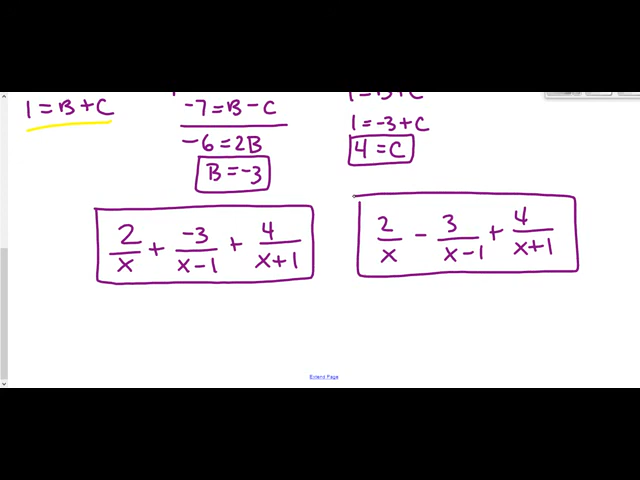 1 = B + C
-7 = B - C
-6 = 2B
B = -3
1 = -3 + C
4 = C
2/x + -3/(x-1) + 4/(x+1)
2/x - 3/(x-1) + 4/(x+1)
Extend Page